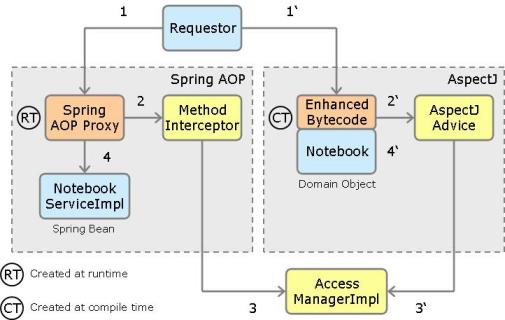 1
Requestor
1‘
Spring AOP
AspectJ
RT
Spring
AOP Proxy
2
Method
Interceptor
CT
Enhanced
Bytecode
2‘
AspectJ
Advice
4
Notebook
4‘
Notebook
ServiceImpl
Domain Object
Spring Bean
RT Created at runtime
CT Created at compile time
Access
ManagerImpl
3
3‘